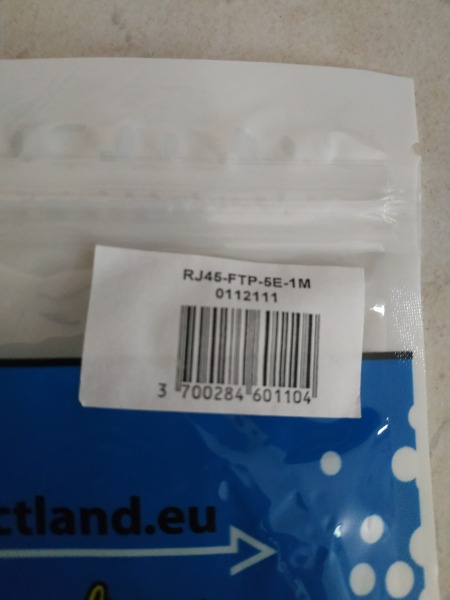 RJ45-FTP-5E-1M
0112111
3 700284 601104
ctland.eu